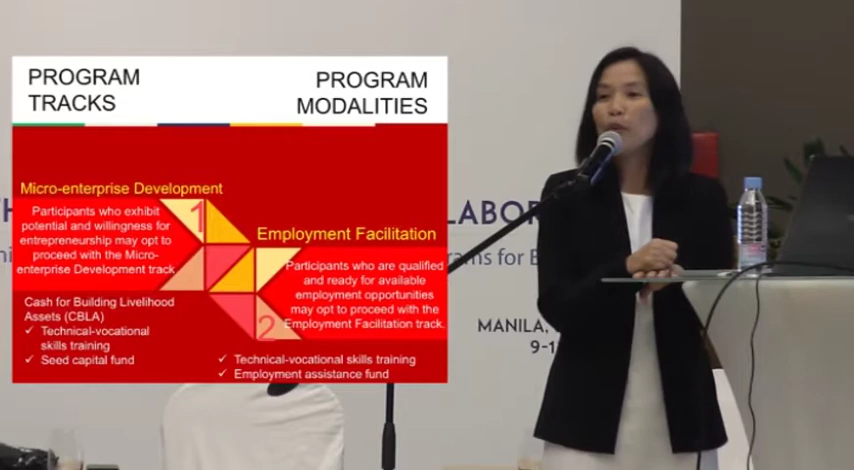 PROGRAM
TRACKS
PROGRAM
MODALITIES
Micro-enterprise Development
1
Participants who exhibit
potential and willingness for
entrepreneurship may opt to
proceed with the Micro-
enterprise Development track
Employment Facilitation
Participants who are qualified
and ready for available
employment opportunities
may opt to proceed with the
Employment Facilitation track.
2
Cash for Building Livelihood
Assets (CBLA)
✓ Technical-vocational
skills training
✓ Seed capital fund
✓ Technical-vocational skills training
✓ Employment assistance fund
LABOR
ms for
MANILA,